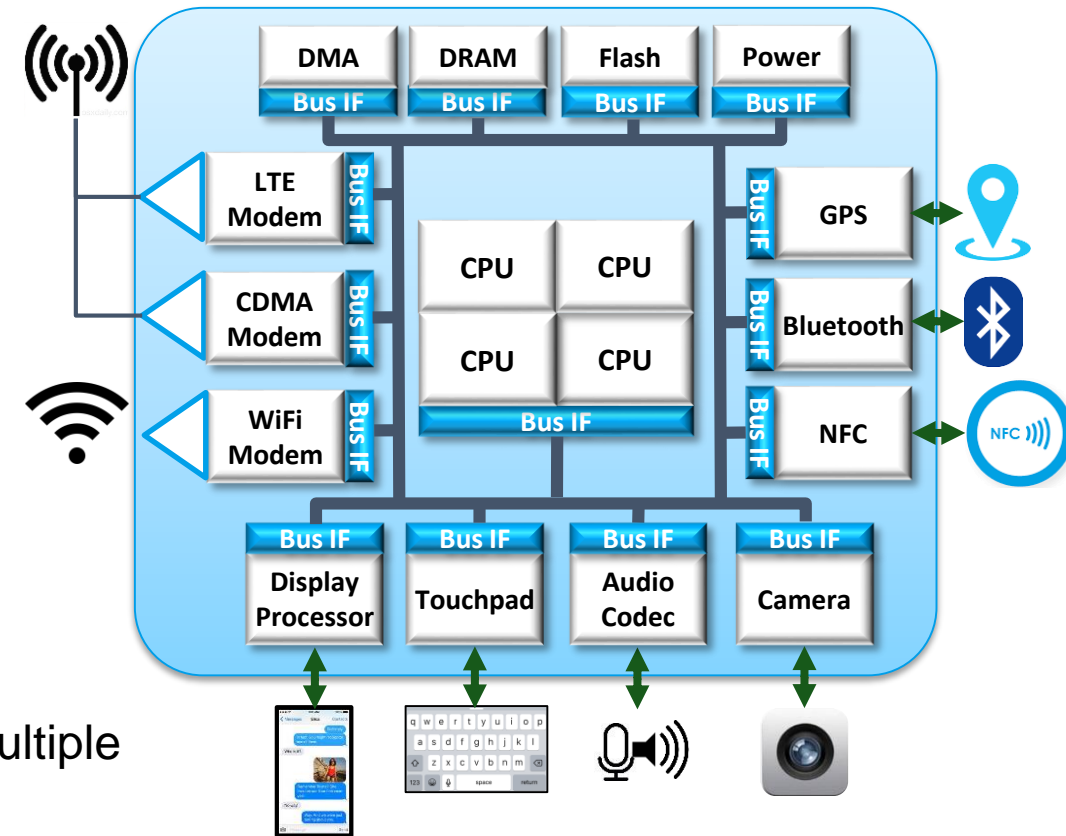 DMA
DRAM
Flash
Power
Bus IF
Bus IF
Bus IF
Bus IF
LTE
Modem
Bus IF
CDMA
Modem
Bus IF
WiFi
Modem
Bus IF
CPU
CPU
CPU
CPU
Bus IF
Bus IF
GPS
Bus IF
Bluetooth
Bus IF
NFC
NFC
Bus IF
Bus IF
Bus IF
Bus IF
Display
Processor
Touchpad
Audio
Codec
Camera
ultiple
q w e r t y u i o p
a s d f g h j k l
z x c v b n m
123
space
return